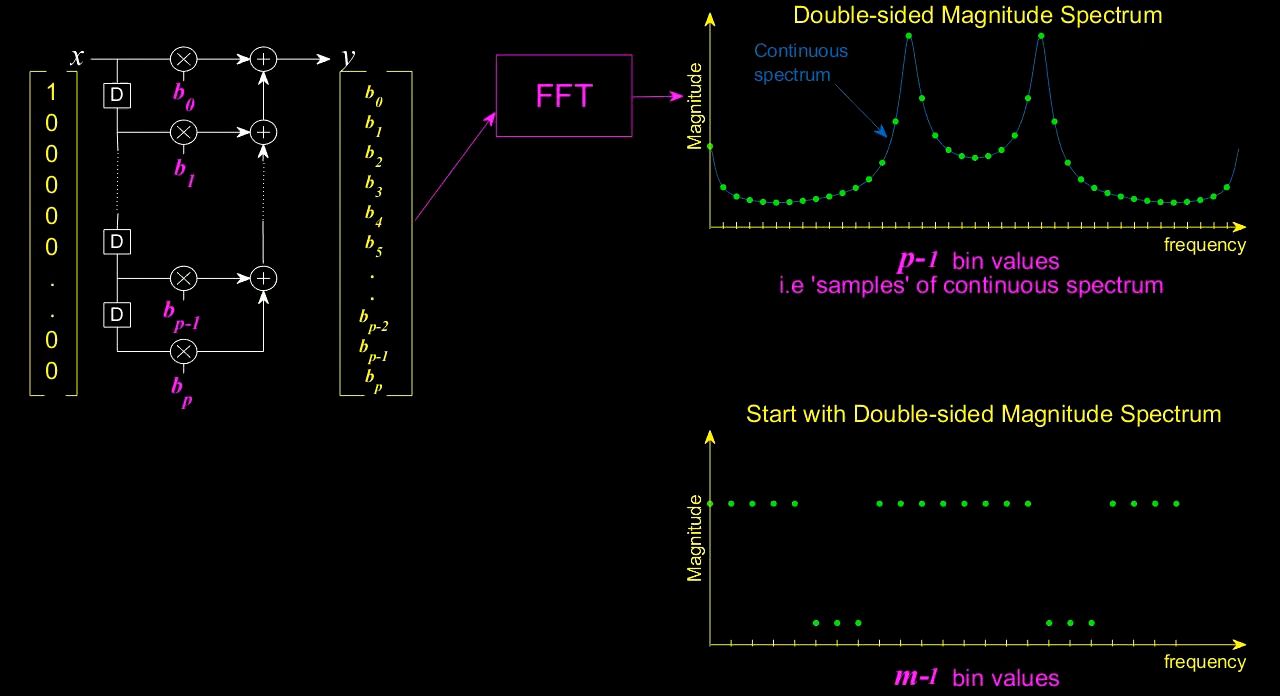 x
y
1
0
0
0
0
0
.
.
0
0
D
D
D
b0
b1
bp-1
bp
b0
b1
b2
b3
b4
b5
.
.
bp-2
bp-1
bp
FFT
Double-sided Magnitude Spectrum
Continuous
spectrum
Magnitude
frequency
p-1 bin values
i.e 'samples' of continuous spectrum
Start with Double-sided Magnitude Spectrum
Magnitude
frequency
m-1 bin values